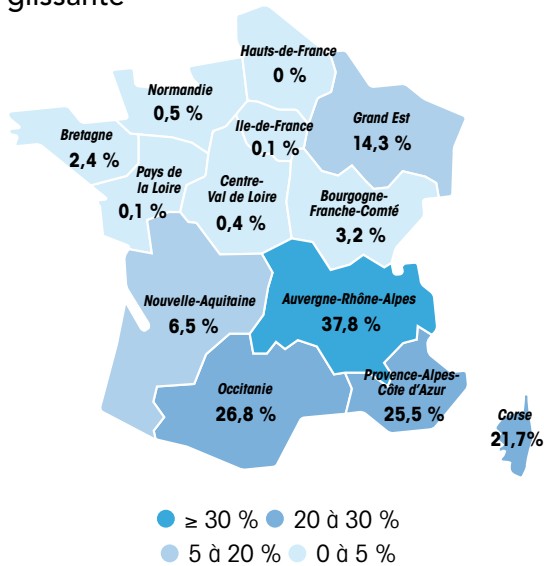 glissante
Hauts-de-France
0 %
Normandie
0,5 %
Ile-de-France
0,1 %
Grand Est
14,3 %
Bretagne
2,4 %
Pays de
la Loire
0,1 %
Centre-
Val de Loire
0,4 %
Bourgogne-
Franche-Comté
3,2 %
Nouvelle-Aquitaine
6,5 %
Auvergne-Rhône-Alpes
37,8 %
Occitanie
26,8 %
Provence-Alpes-
Côte d’Azur
25,5 %
Corse
21,7%
≥ 30 % 20 à 30 %
5 à 20 % 0 à 5 %